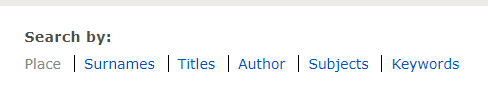 Search by:
Place | Surnames | Titles | Author | Subjects | Keywords